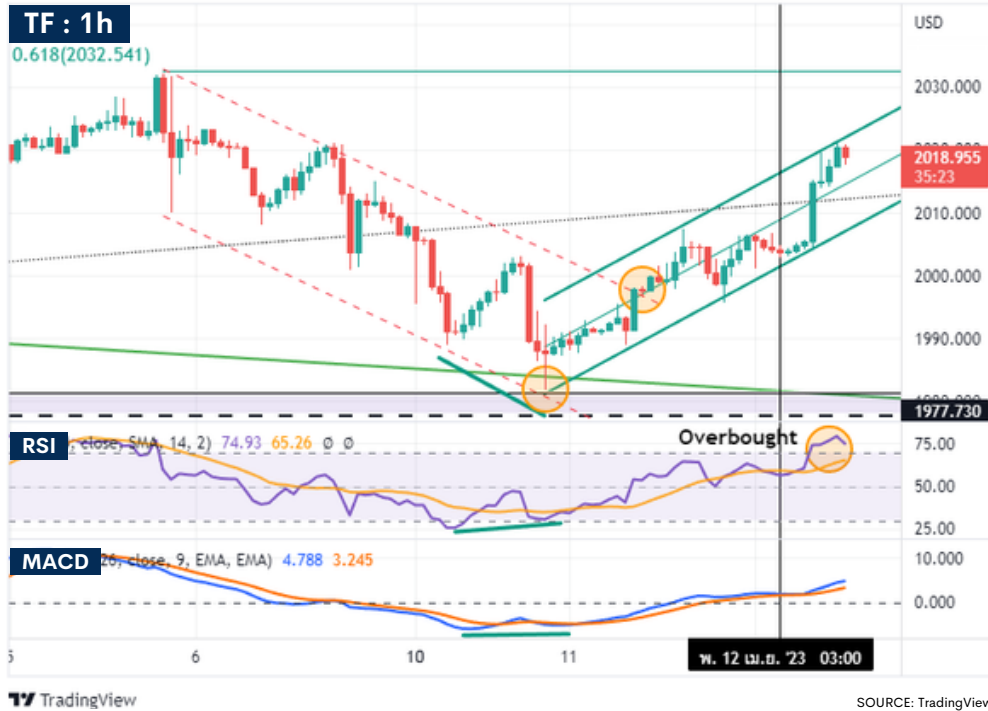 TF : 1h
USD
0.618(2032.541)
2030.000
2018.955
35:23
2010.000
2000.000
1990.000
1977.730
RSI
close, SMA, 14, 2) 74.93 65.26 Ø Ø
Overbought
75.00
50.00
25.00
MACD
26, close, 9, EMA, EMA) 4.788 3.245
10.000
0.000
5 6 10 11
พ. 12 เม.ย. '23 03:00
TradingView
SOURCE: TradingView